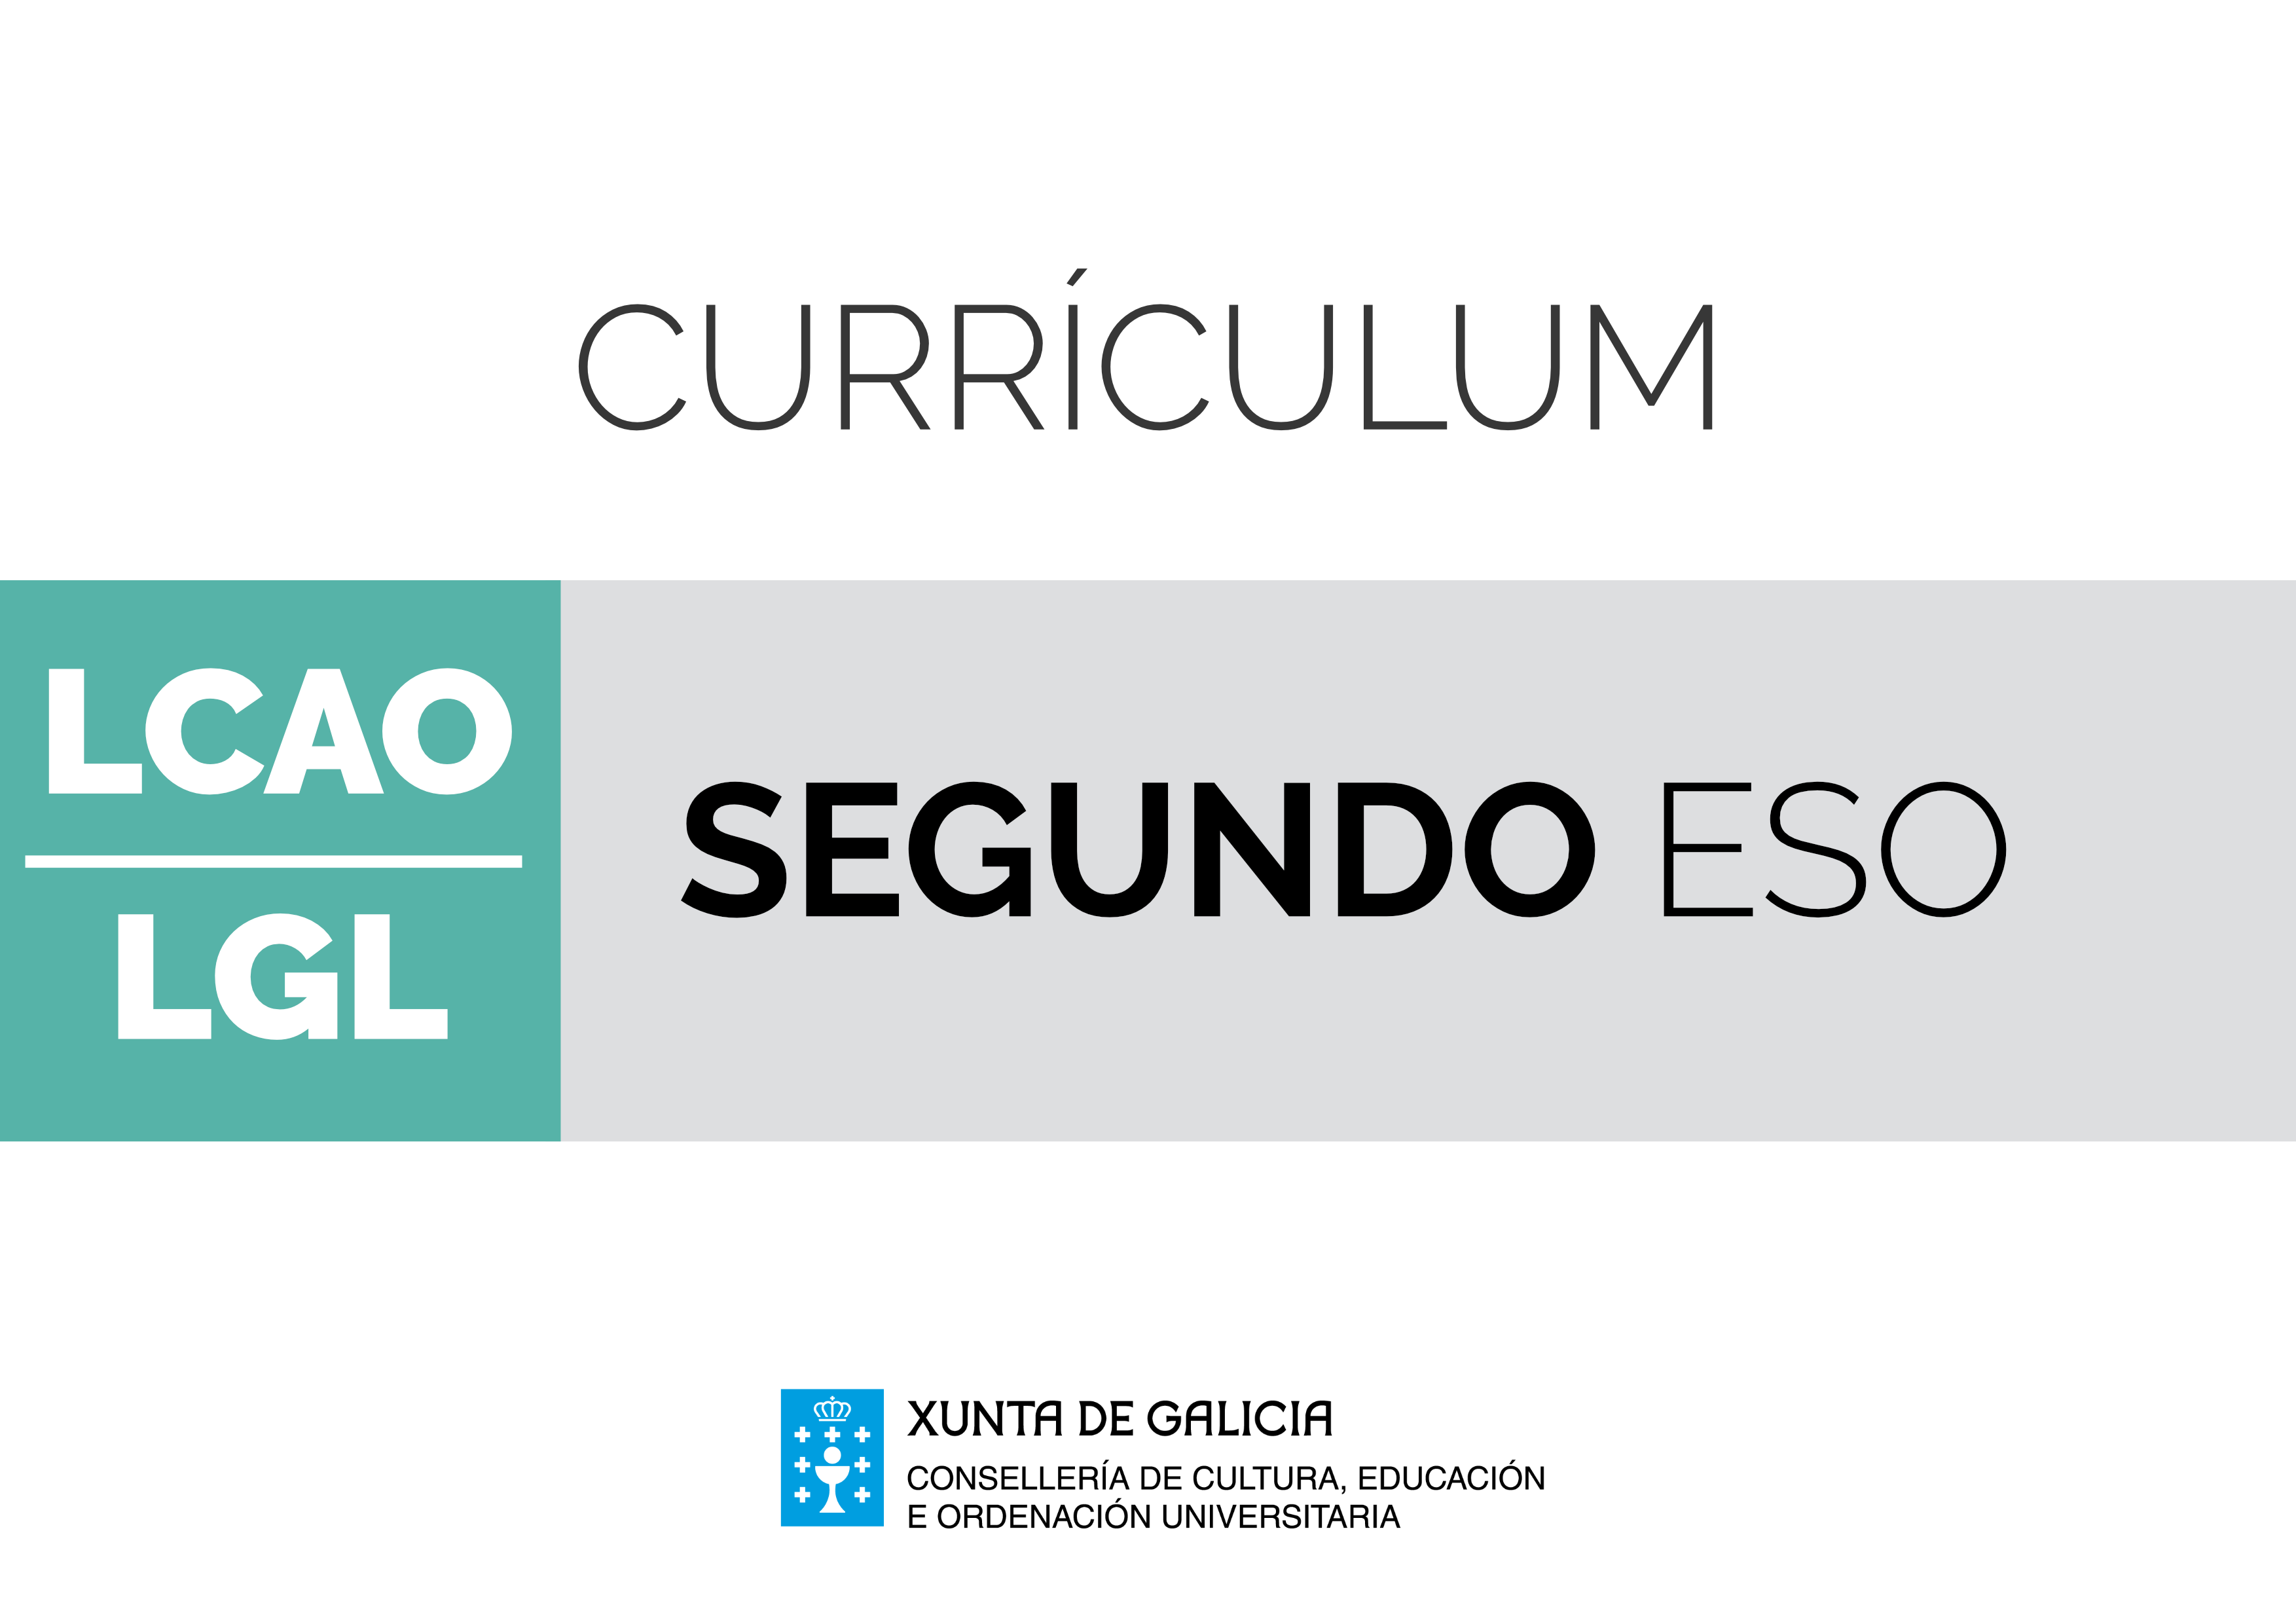 CURRÍCULUM
LCAO
LGL
SEGUNDO ESO
XUNTA DE GALICIA
CONSELLERÍA DE CULTURA, EDUCACIÓN
E ORDENACIÓN UNIVERSITARIA